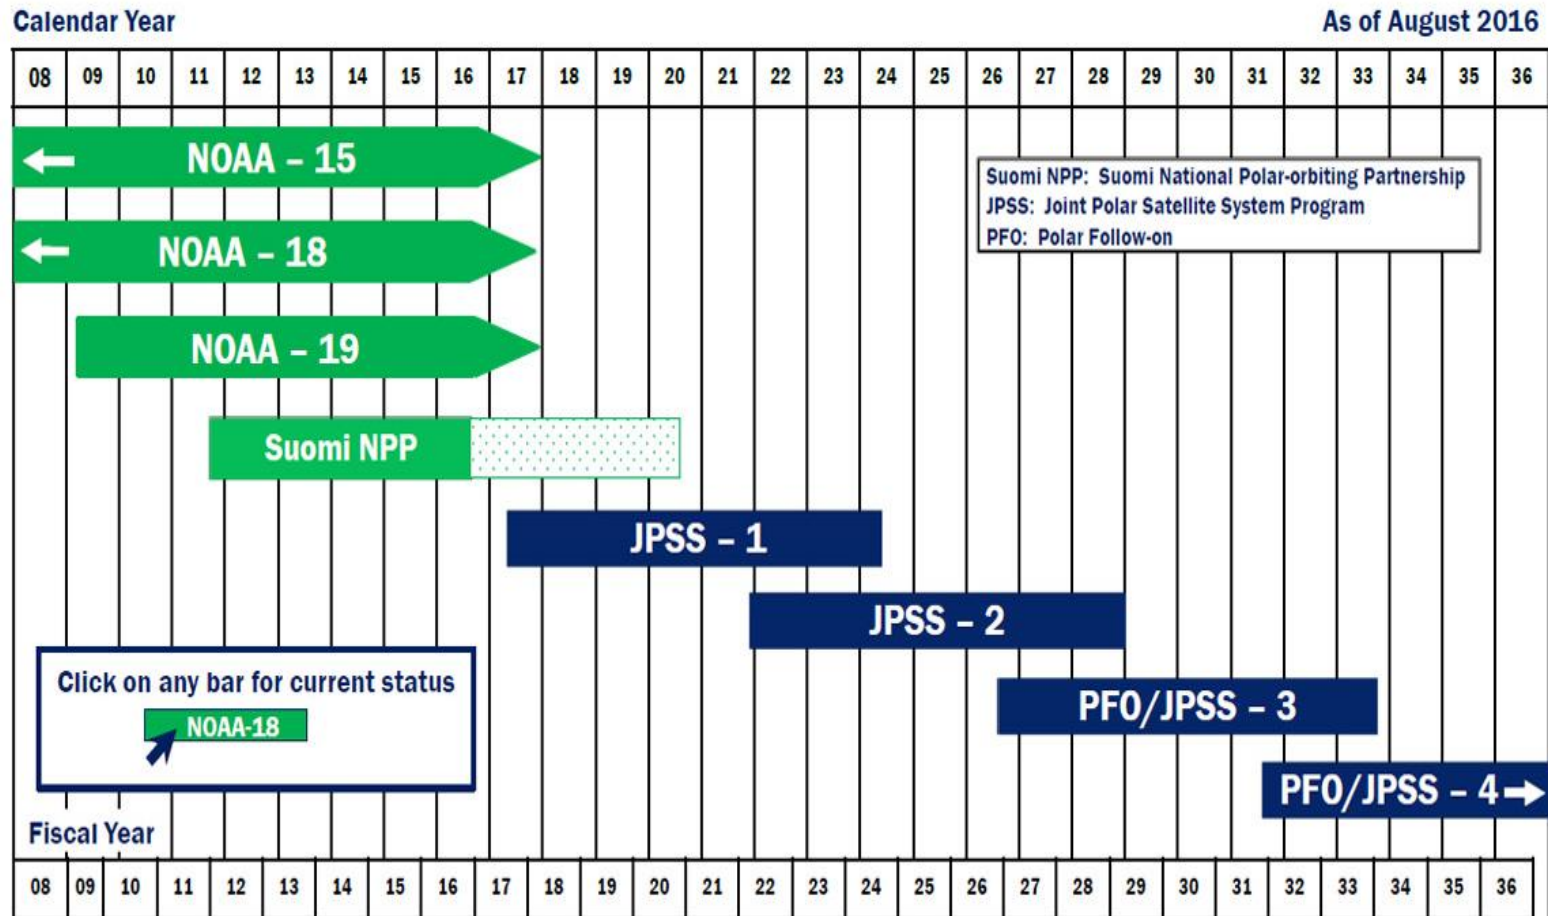 Calendar Year As of August 2016
08 09 10 11 12 13 14 15 16 17 18 19 20 21 22 23 24 25 26 27 28 29 30 31 32 33 34 35 36
NOAA – 15
Suomi NPP: Suomi National Polar-orbiting Partnership
JPSS: Joint Polar Satellite System Program
PFO: Polar Follow-on
NOAA – 18
NOAA – 19
Suomi NPP
JPSS – 1
JPSS – 2
Click on any bar for current status
NOAA-18
PFO/JPSS – 3
PFO/JPSS – 4
Fiscal Year
08 09 10 11 12 13 14 15 16 17 18 19 20 21 22 23 24 25 26 27 28 29 30 31 32 33 34 35 36